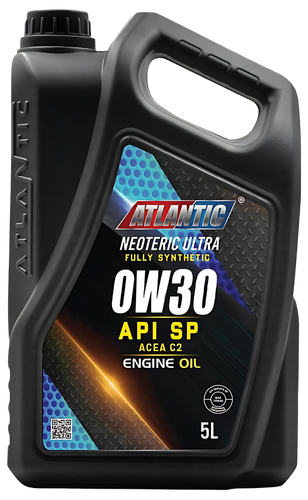 ATLANTIC
ATLANTIC®
NEOTERIC ULTRA
FULLY SYNTHETIC
0W30
API SP
ACEA C2
ENGINE OIL
5L